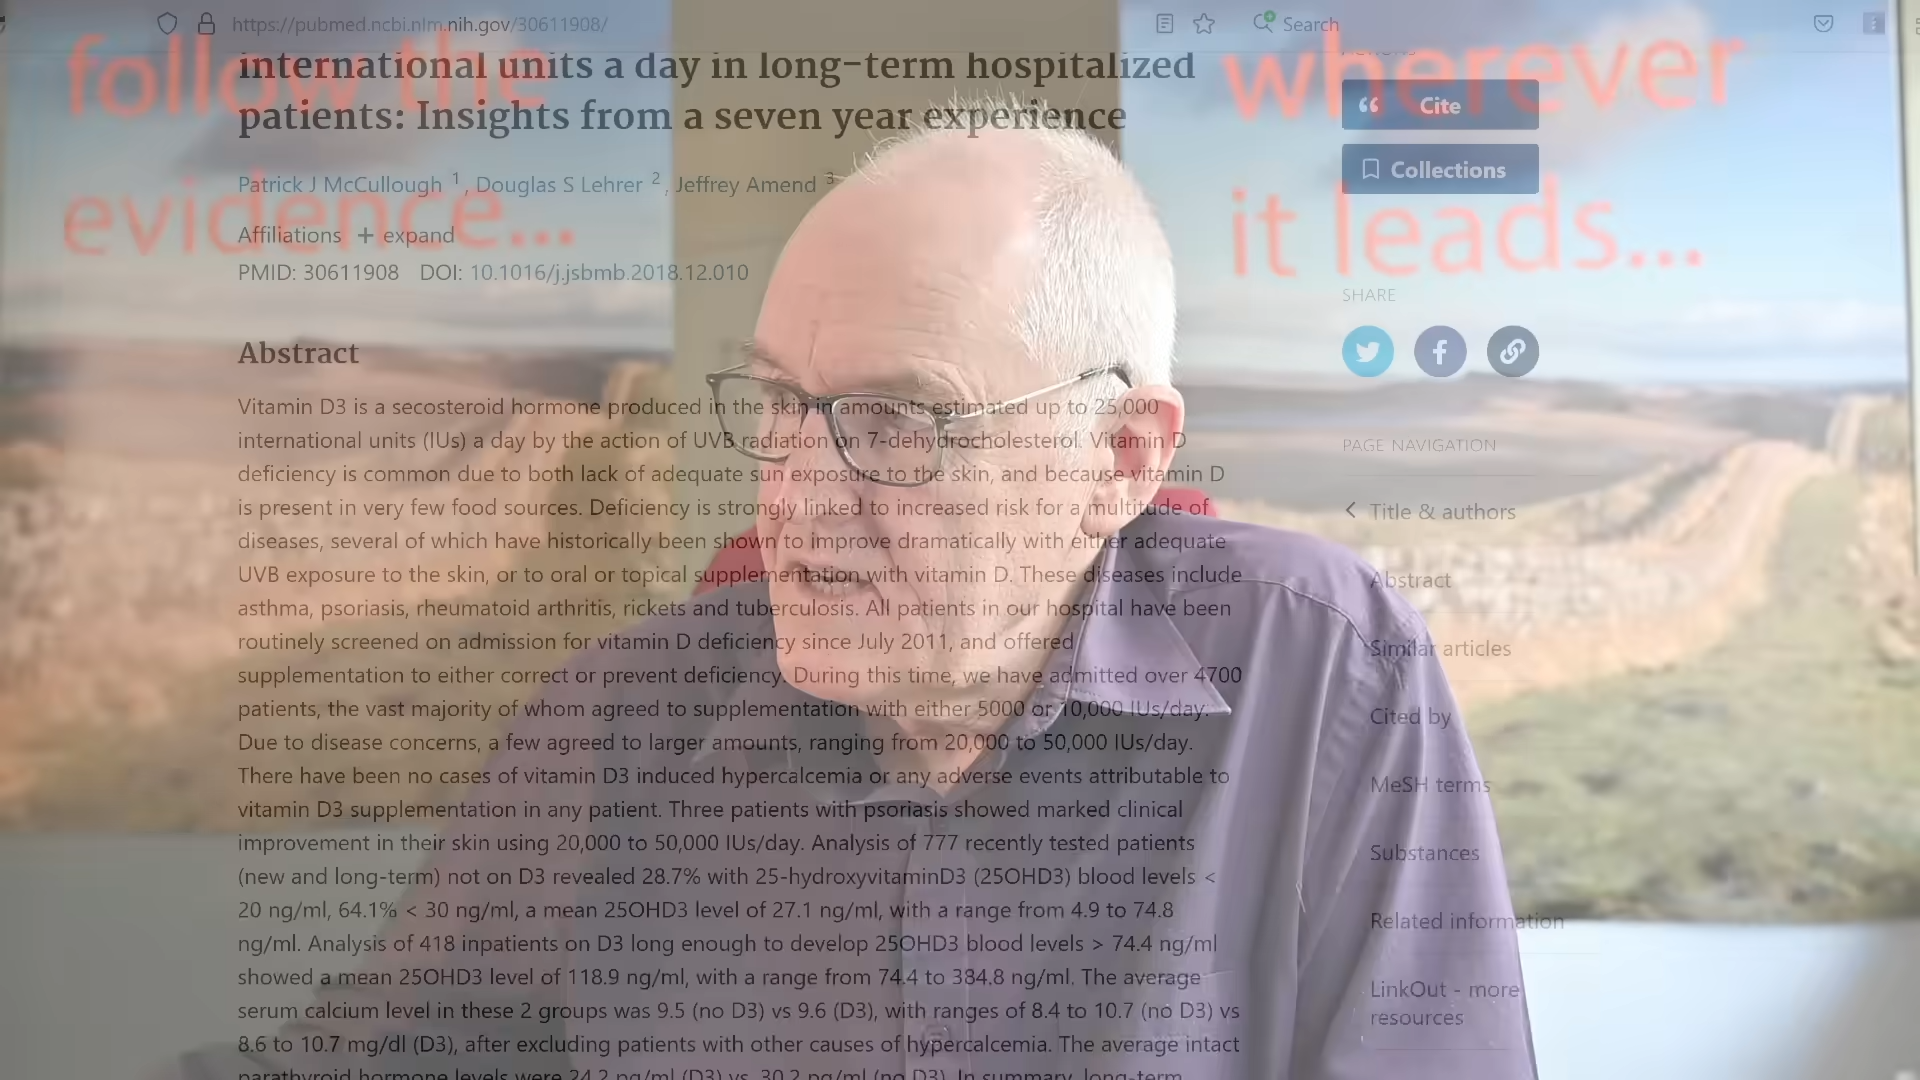 https://pubmed.ncbi.nlm.nih.gov/30611908/
Search
follow the
evidence...
wherever
it leads...
international units a day in long-term hospitalized
patients: Insights from a seven year experience
Patrick J McCullough 1, Douglas S Lehrer 2, Jeffrey Amend 3
Affiliations + expand
PMID: 30611908 DOI: 10.1016/j.jsbmb.2018.12.010
Abstract
Vitamin D3 is a secosteroid hormone produced in the skin in amounts estimated up to 25,000
international units (IUs) a day by the action of UVB radiation on 7-dehydrocholesterol. Vitamin D
deficiency is common due to both lack of adequate sun exposure to the skin, and because vitamin D
is present in very few food sources. Deficiency is strongly linked to increased risk for a multitude of
diseases, several of which have historically been shown to improve dramatically with either adequate
UVB exposure to the skin, or to oral or topical supplementation with vitamin D. These diseases include
asthma, psoriasis, rheumatoid arthritis, rickets and tuberculosis. All patients in our hospital have been
routinely screened on admission for vitamin D deficiency since July 2011, and offered
supplementation to either correct or prevent deficiency. During this time, we have admitted over 4700
patients, the vast majority of whom agreed to supplementation with either 5000 or 10,000 IUs/day.
Due to disease concerns, a few agreed to larger amounts, ranging from 20,000 to 50,000 IUs/day.
There have been no cases of vitamin D3 induced hypercalcemia or any adverse events attributable to
vitamin D3 supplementation in any patient. Three patients with psoriasis showed marked clinical
improvement in their skin using 20,000 to 50,000 IUs/day. Analysis of 777 recently tested patients
(new and long-term) not on D3 revealed 28.7% with 25-hydroxyvitaminD3 (25OHD3) blood levels <
20 ng/ml, 64.1% < 30 ng/ml, a mean 25OHD3 level of 27.1 ng/ml, with a range from 4.9 to 74.8
ng/ml. Analysis of 418 inpatients on D3 long enough to develop 25OHD3 blood levels > 74.4 ng/ml
showed a mean 25OHD3 level of 118.9 ng/ml, with a range from 74.4 to 384.8 ng/ml. The average
serum calcium level in these 2 groups was 9.5 (no D3) vs 9.6 (D3), with ranges of 8.4 to 10.7 (no D3) vs
8.6 to 10.7 mg/dl (D3), after excluding patients with other causes of hypercalcemia. The average intact
parathyroid hormone levels were 24.2 pg/ml (D3) vs. 30.2 pg/ml (no D3). In summary, long-term
ACTIONS
Cite
Collections
SHARE
PAGE NAVIGATION
Title & authors
Abstract
Similar articles
Cited by
MeSH terms
Substances
Related information
LinkOut - more
resources